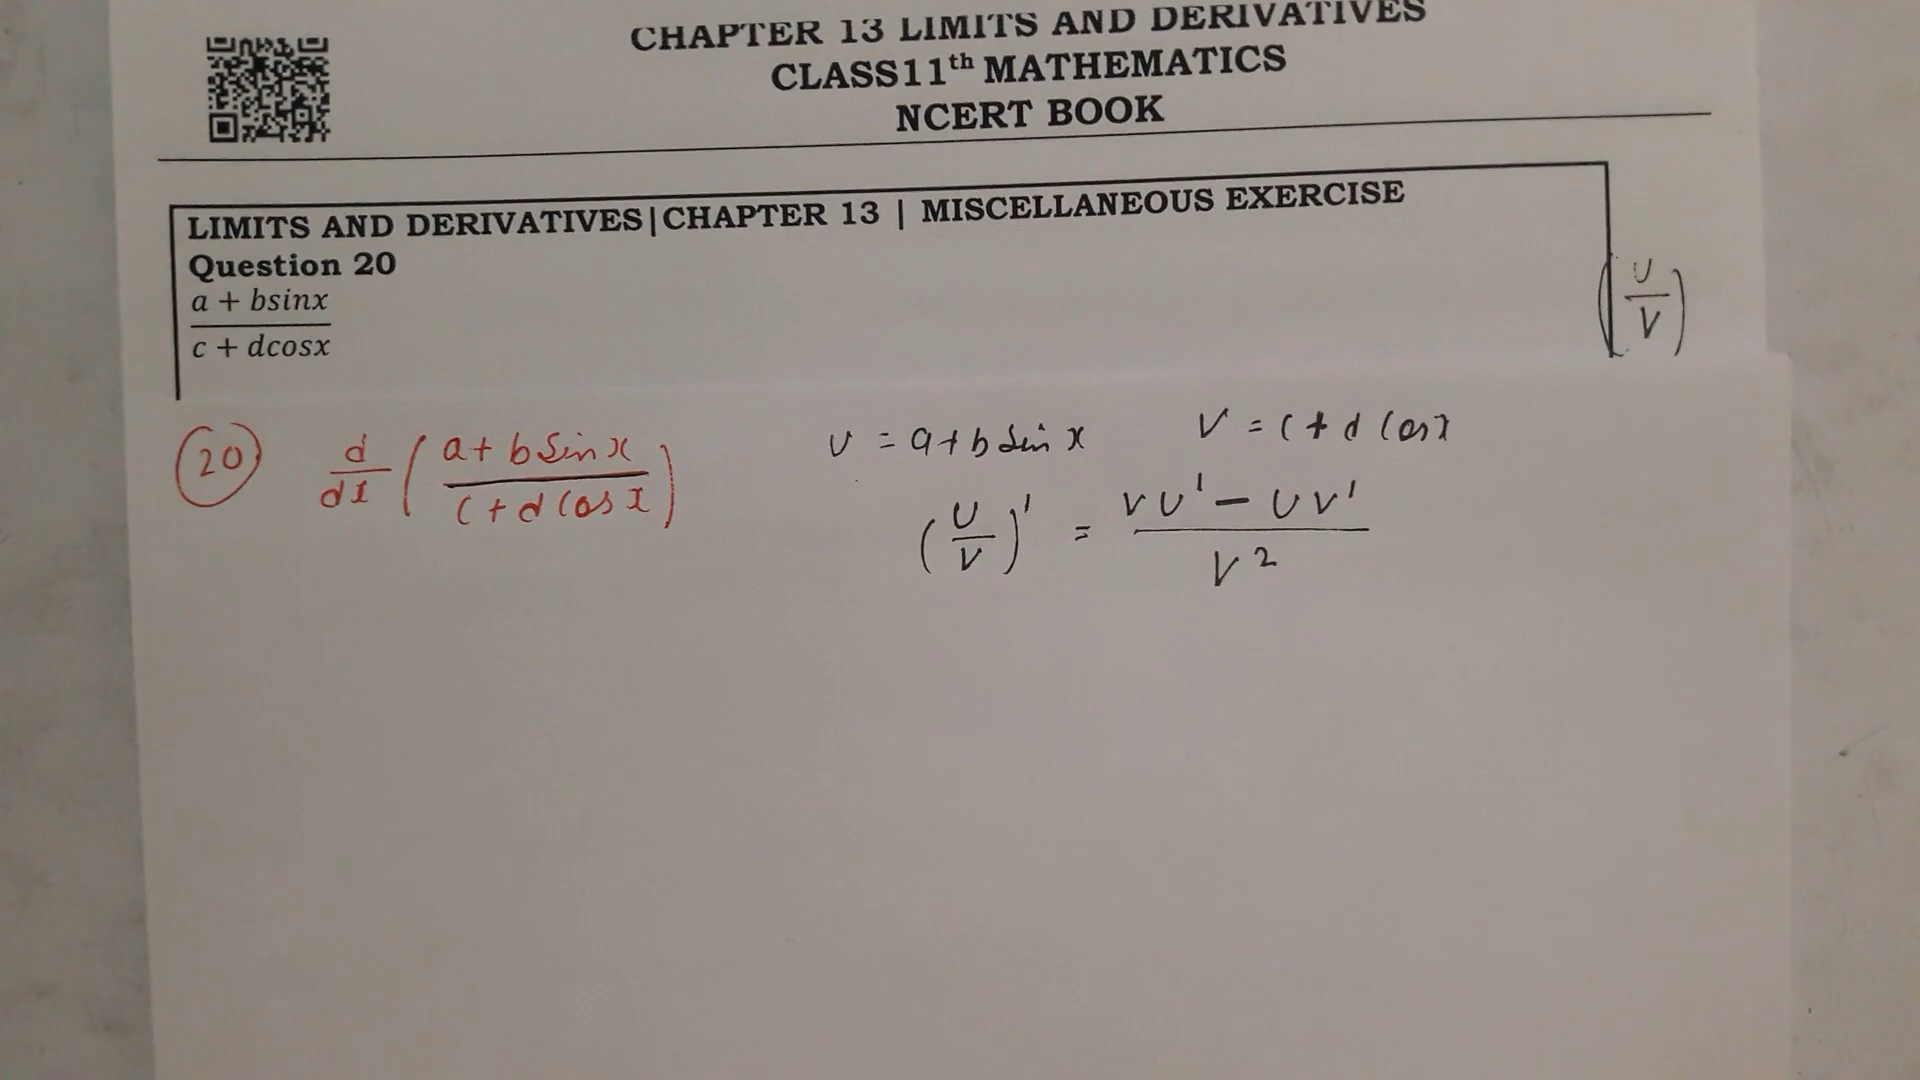 CHAPTER 13 LIMITS AND DERIVATIVES
CLASS11th MATHEMATICS
NCERT BOOK
LIMITS AND DERIVATIVES|CHAPTER 13 | MISCELLANEOUS EXERCISE
Question 20
a + bsinx
c + dcosx
(U/V)
(20) d/dx (a + b Sin x / c + d Cos x)
U = a + b Sin x V = c + d Cos x
(U/V)' = VU' - UV' / V²